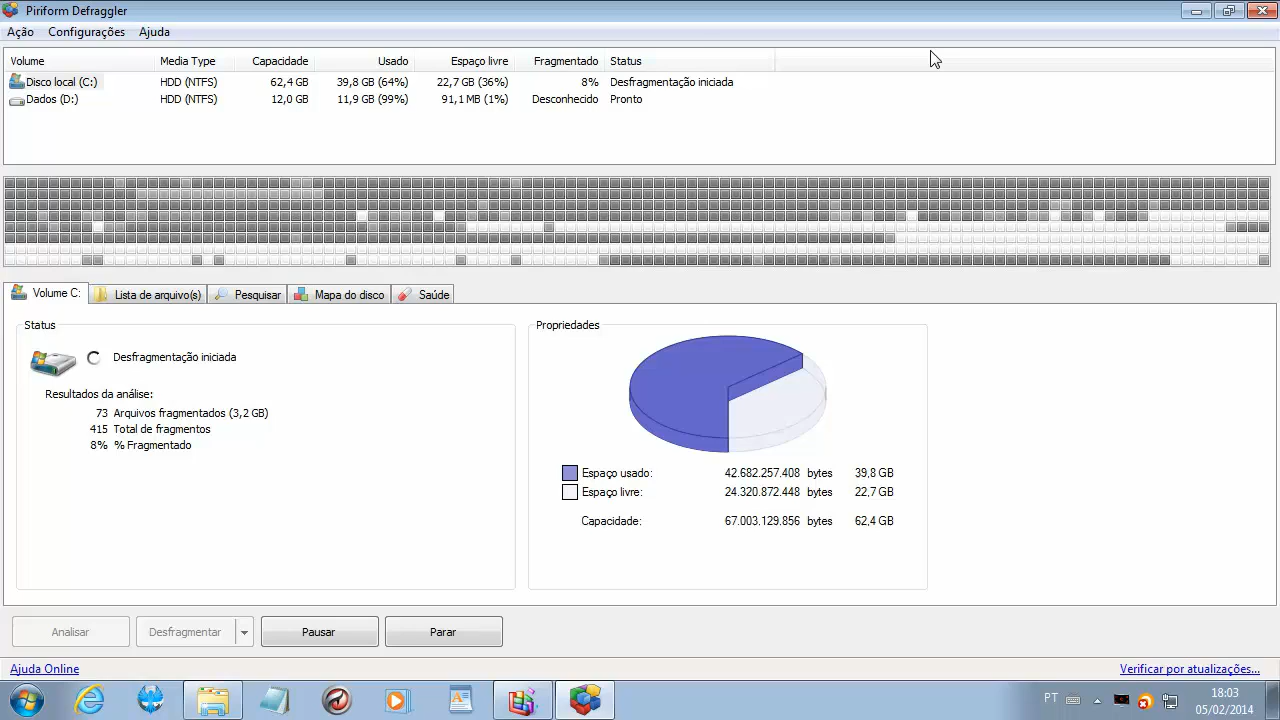 Piriform Defraggler
Ação Configurações Ajuda
Volume Media Type Capacidade Usado Espaço livre Fragmentado Status
Disco local (C:) HDD (NTFS) 62,4 GB 39,8 GB (64%) 22,7 GB (36%) 8% Desfragmentação iniciada
Dados (D:) HDD (NTFS) 12,0 GB 11,9 GB (99%) 91,1 MB (1%) Desconhecido Pronto
Volume C: Lista de arquivo(s) Pesquisar Mapa do disco Saúde
Status
Desfragmentação iniciada
Resultados da análise:
73 Arquivos fragmentados (3,2 GB)
415 Total de fragmentos
8% % Fragmentado
Propriedades
Espaço usado: 42.682.257.408 bytes 39,8 GB
Espaço livre: 24.320.872.448 bytes 22,7 GB
Capacidade: 67.003.129.856 bytes 62,4 GB
Analisar Desfragmentar Pausar Parar
Ajuda Online Verificar por atualizações...
PT 18:03
05/02/2014